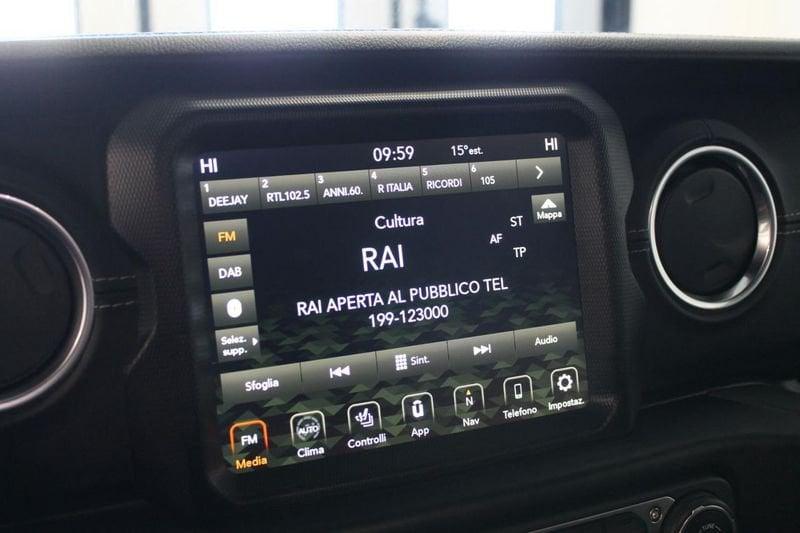 HI 09:59 15°est. HI
1 DEEJAY 2 RTL102.5 3 ANNI.60. 4 R ITALIA 5 RICORDI 6 105
FM Cultura ST Mappa
RAI AF
DAB TP
RAI APERTA AL PUBBLICO TEL
199-123000
Selez.
supp.
Sfoglia Sint. Audio
FM AUTO N
Media Clima Controlli App Nav Telefono Impostaz.
TUNE